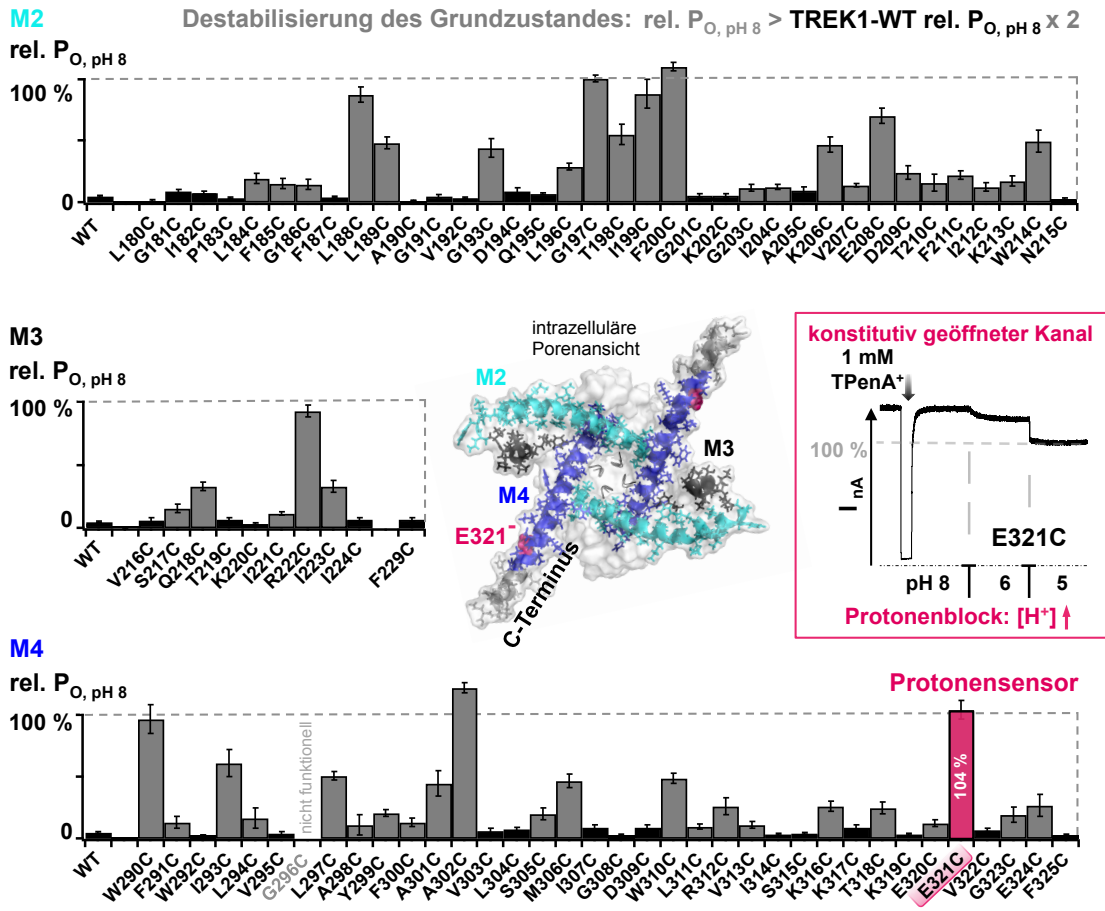 M2
Destabilisierung des Grundzustandes: rel. P O, pH 8 > TREK1-WT rel. P O, pH 8 x 2
rel. P O, pH 8
100 %
0
WT
L180C
G181C
I182C
P183C
L184C
F185C
G186C
F187C
L188C
L189C
A190C
G191C
V192C
G193C
D194C
Q195C
L196C
G197C
T198C
I199C
F200C
G201C
K202C
G203C
I204C
A205C
K206C
V207C
E208C
D209C
T210C
F211C
I212C
K213C
W214C
N215C
M3
rel. P O, pH 8
100 %
0
WT
V216C
S217C
Q218C
T219C
K220C
I221C
R222C
I223C
I224C
F229C
intrazelluläre
Porenansicht
M2
M3
M4
E321⁻
C-Terminus
konstitutiv geöffneter Kanal
1 mM
TPenA⁺
100 %
I nA
E321C
pH 8
6
5
Protonenblock: [H⁺]
M4
rel. P O, pH 8
Protonensensor
100 %
0
nicht funktionell
104 %
WT
W290C
F291C
W292C
I293C
L294C
V295C
G296C
L297C
A298C
Y299C
F300C
A301C
A302C
V303C
L304C
S305C
M306C
I307C
G308C
D309C
W310C
L311C
R312C
V313C
I314C
S315C
K316C
K317C
T318C
K319C
E320C
E321C
V322C
G323C
E324C
F325C